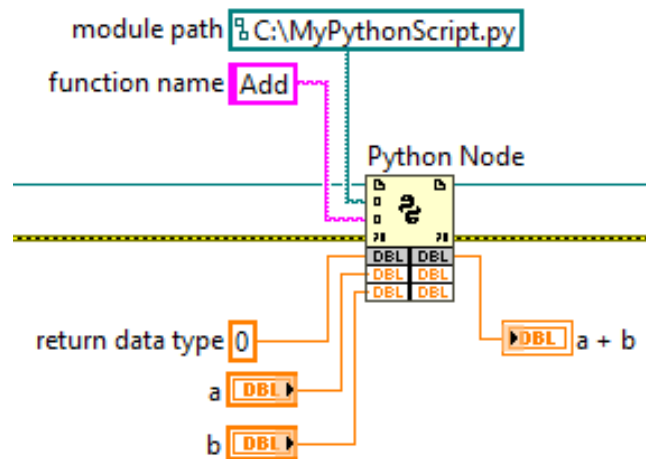 module path C:\MyPythonScript.py
function name Add
Python Node
DBL DBL
DBL DBL
DBL DBL
return data type 0
DBL a + b
a DBL
b DBL